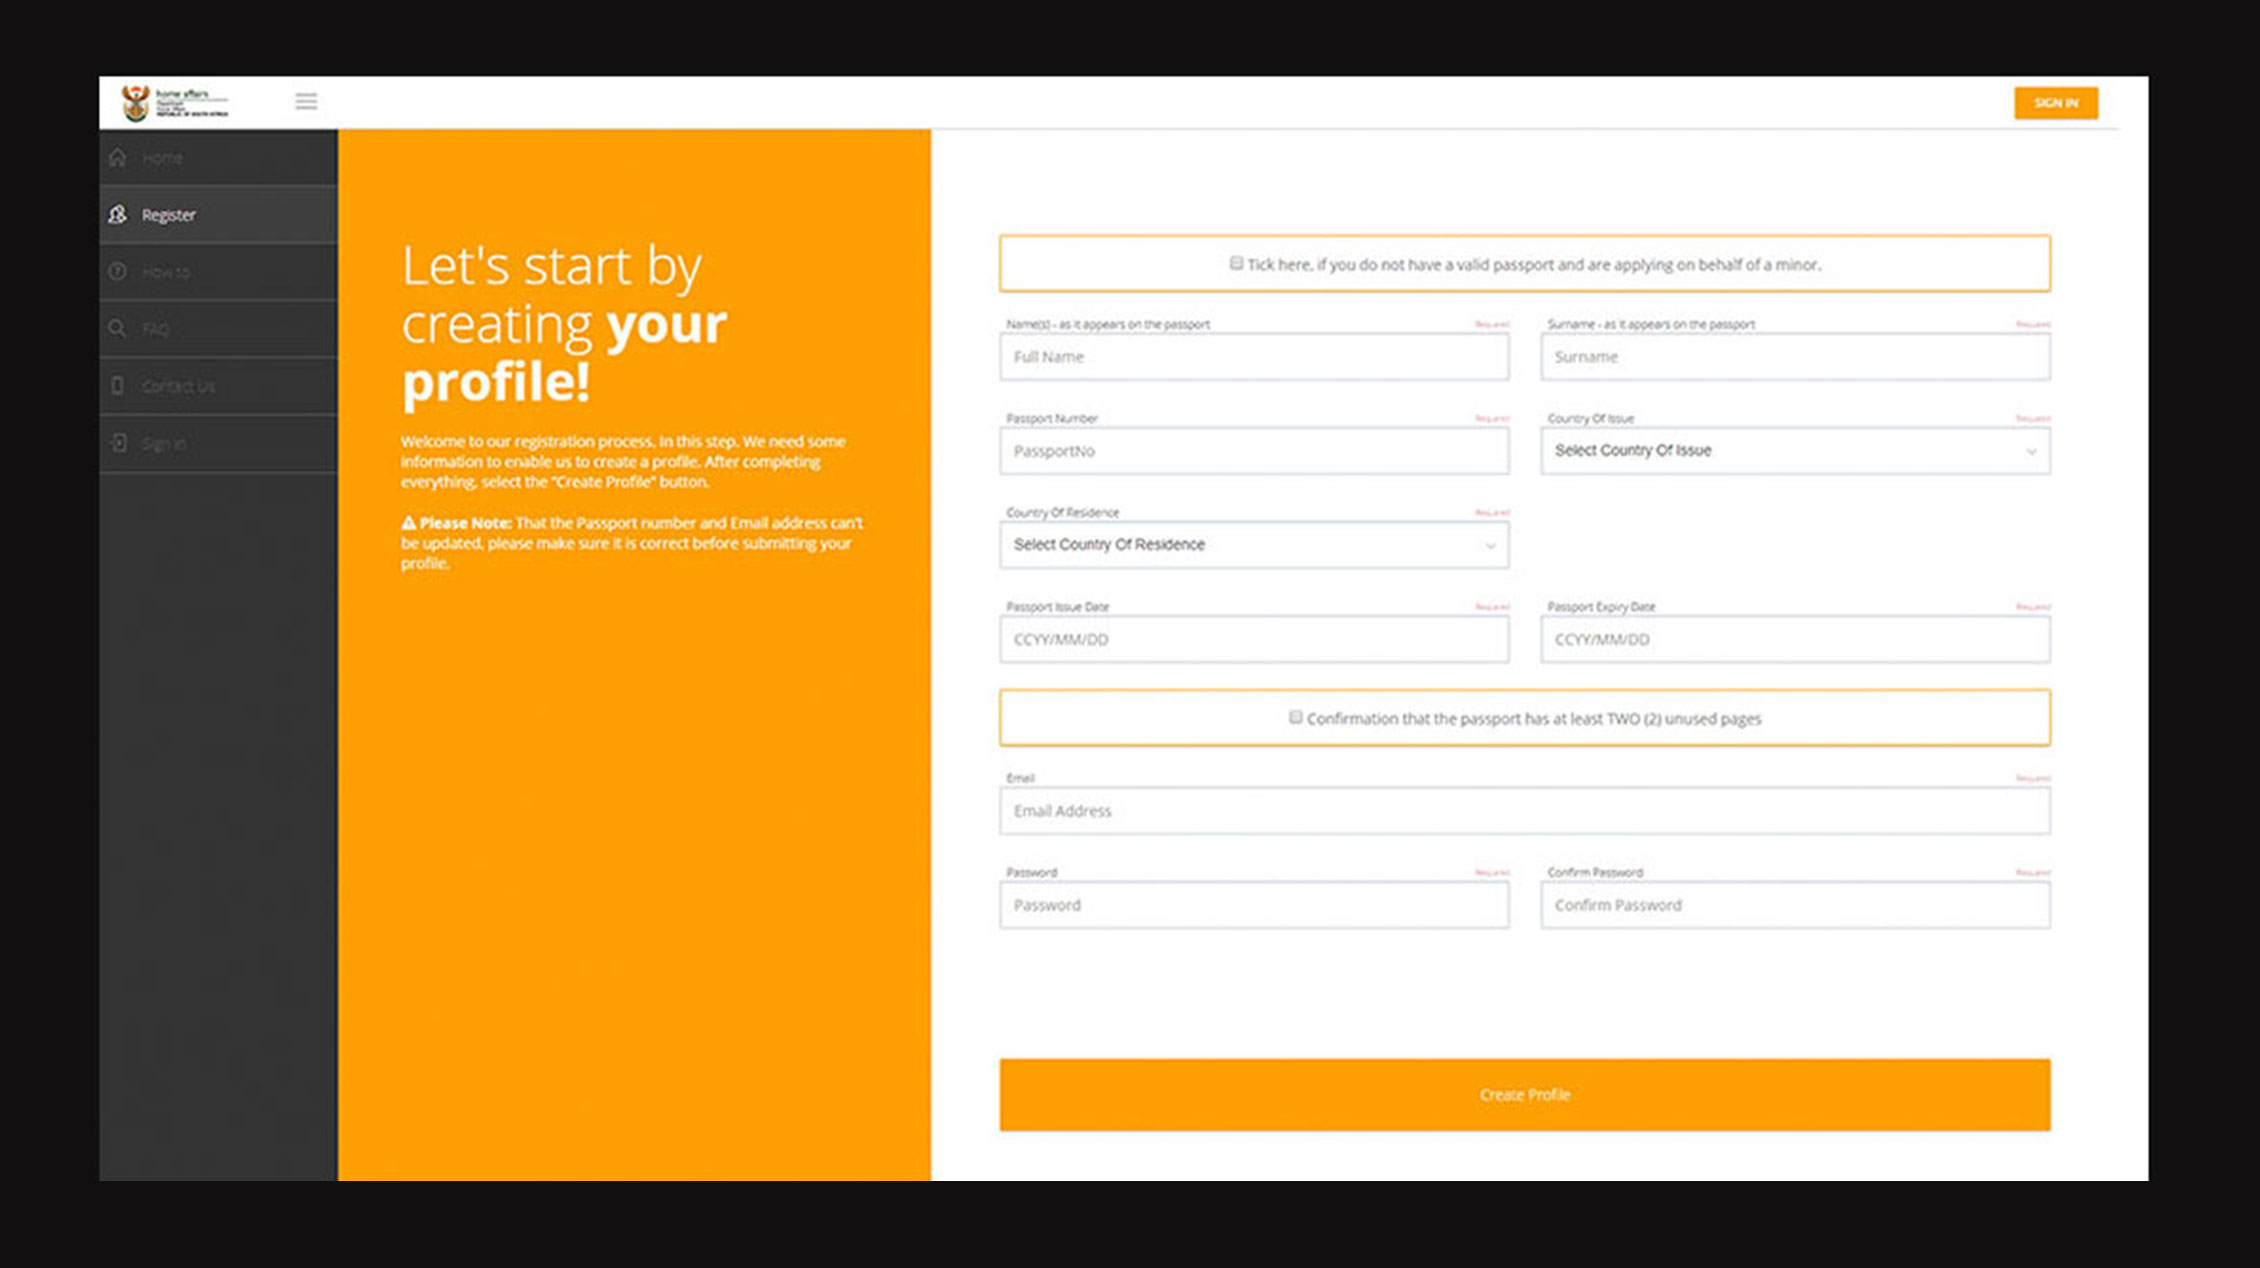 home affairs
REPUBLIC OF SOUTH AFRICA
SIGN IN
Home
Register
How to
FAQ
Contact Us
Sign in
Let's start by
creating your
profile!
Welcome to our registration process. In this step. We need some
information to enable us to create a profile. After completing
everything, select the "Create Profile" button.
Please Note: That the Passport number and Email address can't
be updated, please make sure it is correct before submitting your
profile.
Tick here, if you do not have a valid passport and are applying on behalf of a minor.
Name(s) - as it appears on the passport Required
Full Name
Surname - as it appears on the passport Required
Surname
Passport Number Required
PassportNo
Country Of Issue Required
Select Country Of Issue
Country Of Residence Required
Select Country Of Residence
Passport Issue Date Required
CCYY/MM/DD
Passport Expiry Date Required
CCYY/MM/DD
Confirmation that the passport has at least TWO (2) unused pages
Email Required
Email Address
Password Required
Password
Confirm Password Required
Confirm Password
Create Profile